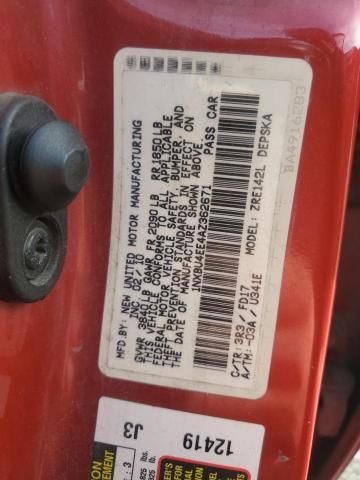 MFD BY: NEW UNITED MOTOR MANUFACTURING
INC 02/10
GVWR 3840LB GAWR FR 2090LB RR 1850LB
THIS VEHICLE CONFORMS TO ALL APPLICABLE
FEDERAL MOTOR VEHICLE SAFETY, BUMPER, AND
THEFT PREVENTION STANDARDS IN EFFECT ON
THE DATE OF MANUFACTURE SHOWN ABOVE.
1NXBU4EE4AZ362671 PASS CAR
C/TR: 3R3 / FD17
A/TM: -03A / U341E
MODEL: ZRE142L DEPSKA
BA4916283
J3
12419